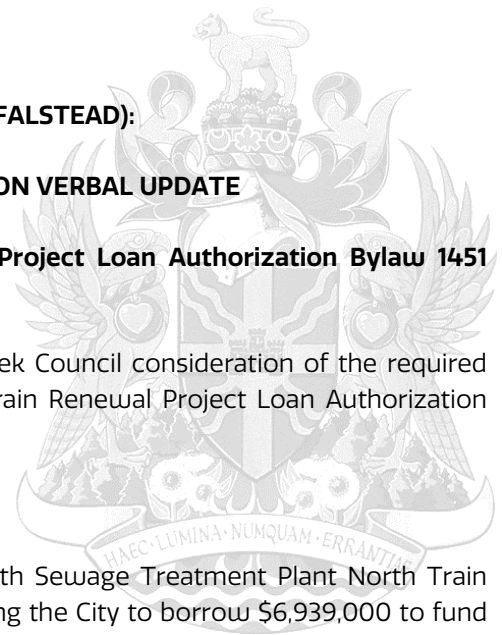 FALSTEAD):
ON VERBAL UPDATE
Project Loan Authorization Bylaw 1451
ek Council consideration of the required
rain Renewal Project Loan Authorization
HAEC·LUMINA·NUMQUAM·ERRANTIA
th Sewage Treatment Plant North Train
ng the City to borrow $6,939,000 to fund